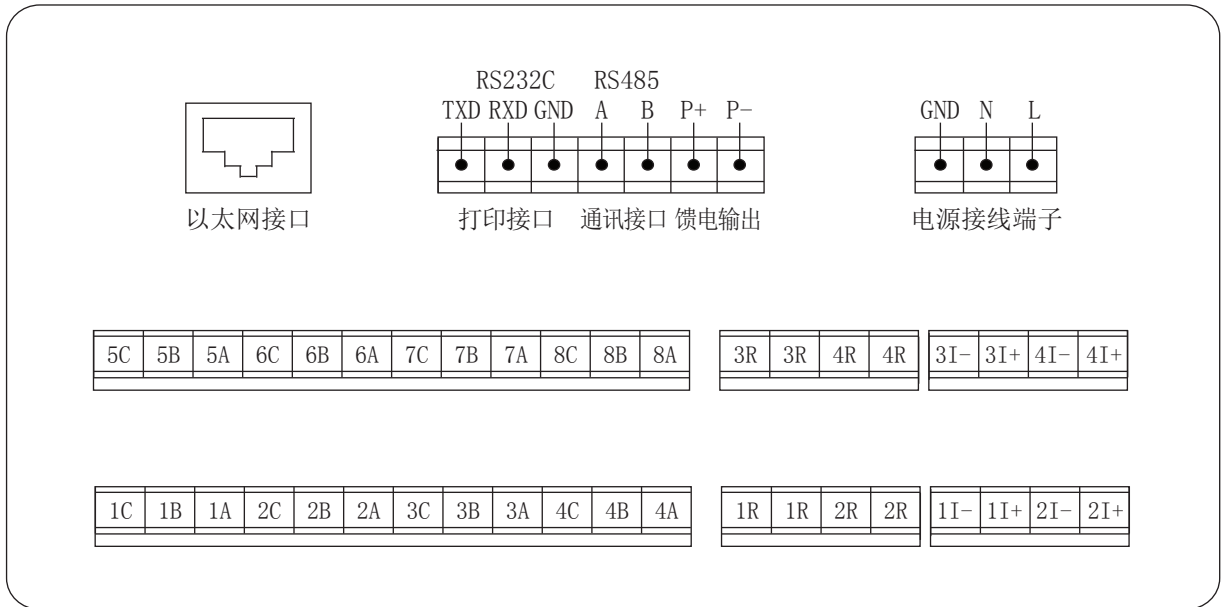 RS232C RS485
TXD RXD GND A B P+ P- GND N L
以太网接口 打印接口 通讯接口 馈电输出 电源接线端子
5C 5B 5A 6C 6B 6A 7C 7B 7A 8C 8B 8A 3R 3R 4R 4R 3I- 3I+ 4I- 4I+
1C 1B 1A 2C 2B 2A 3C 3B 3A 4C 4B 4A 1R 1R 2R 2R 1I- 1I+ 2I- 2I+